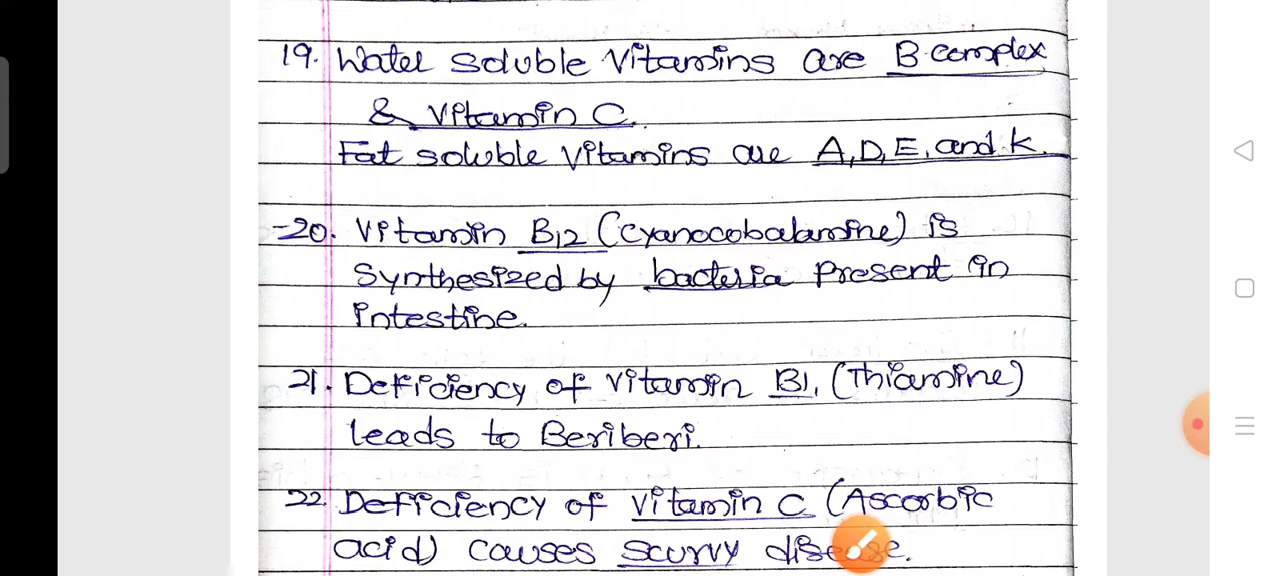 19. Water soluble vitamins are B-complex
& vitamin C.
Fat soluble vitamins are A, D, E, and K.
20. Vitamin B12 (cyanocobalamine) is
synthesized by bacteria present in
intestine.
21. Defficiency of vitamin B1, (Thiamine)
leads to Beriberi.
22. Defficiency of vitamin C (Ascorbic
acid) causes scurvy disease.